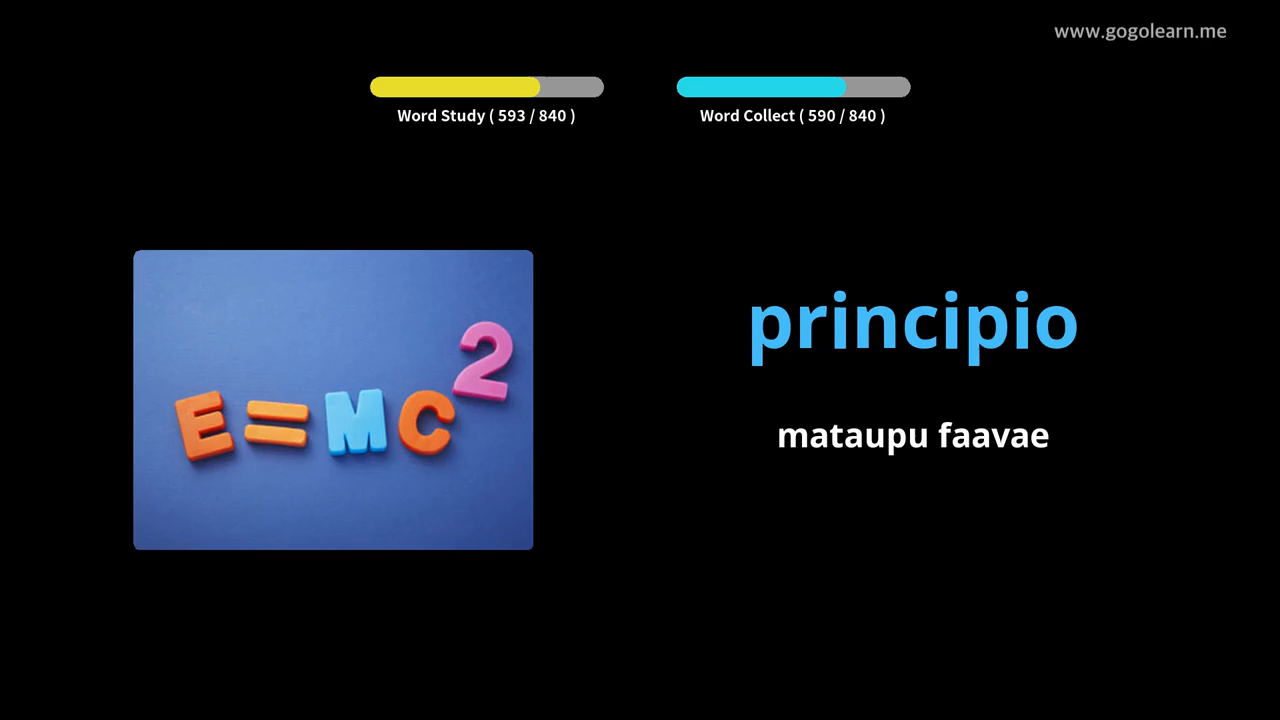 www.gogolearn.me
Word Study ( 593 / 840 )
Word Collect ( 590 / 840 )
E=MC²
principio
mataupu faavae